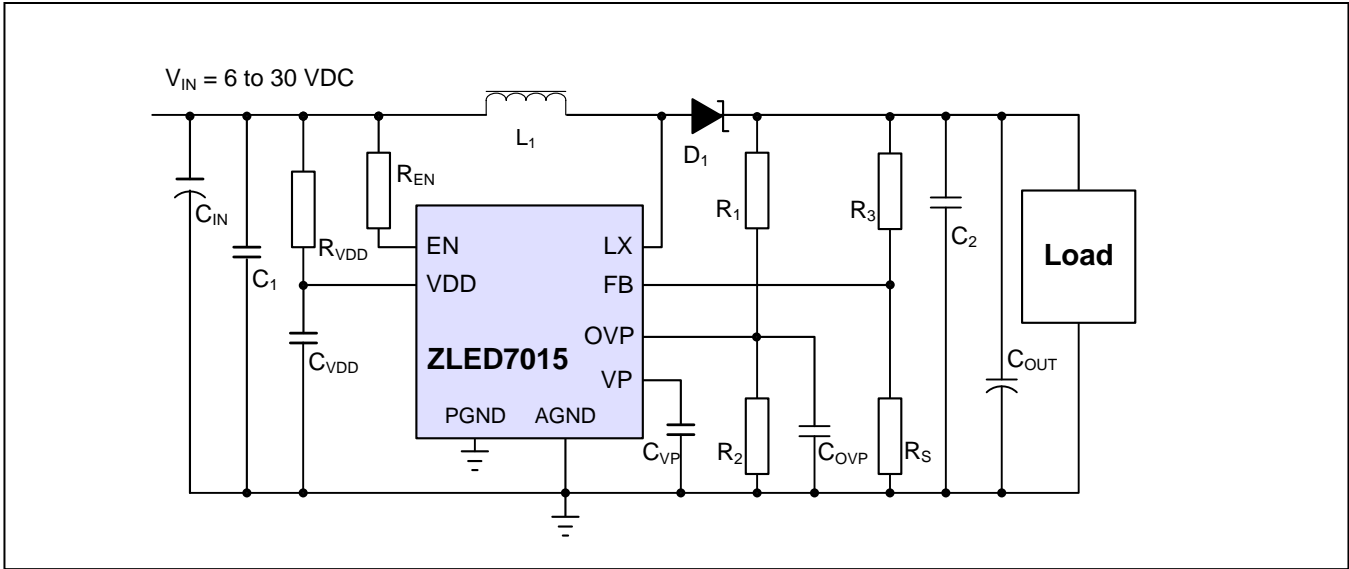 V_IN = 6 to 30 VDC
L_1
D_1
R_EN
C_IN
R_VDD
R_1
R_3
C_1
C_2
EN
LX
VDD
FB
Load
OVP
ZLED7015
C_VDD
VP
C_OUT
PGND
AGND
C_VP
R_2
C_OVP
R_S